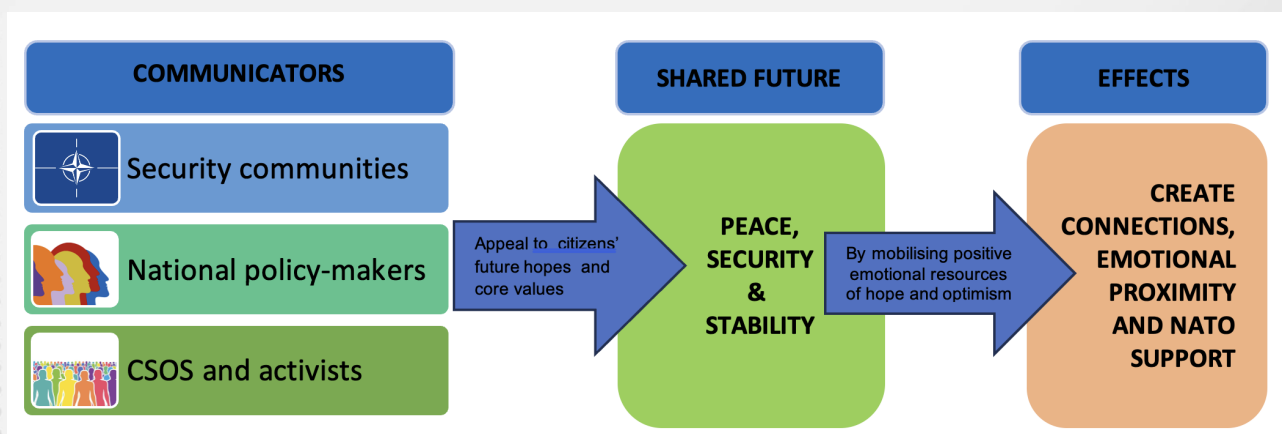 COMMUNICATORS
SHARED FUTURE
EFFECTS
Security communities
National policy-makers
CSOS and activists
Appeal to citizens’
future hopes and
core values
PEACE,
SECURITY
&
STABILITY
By mobilising positive
emotional resources
of hope and optimism
CREATE
CONNECTIONS,
EMOTIONAL
PROXIMITY
AND NATO
SUPPORT